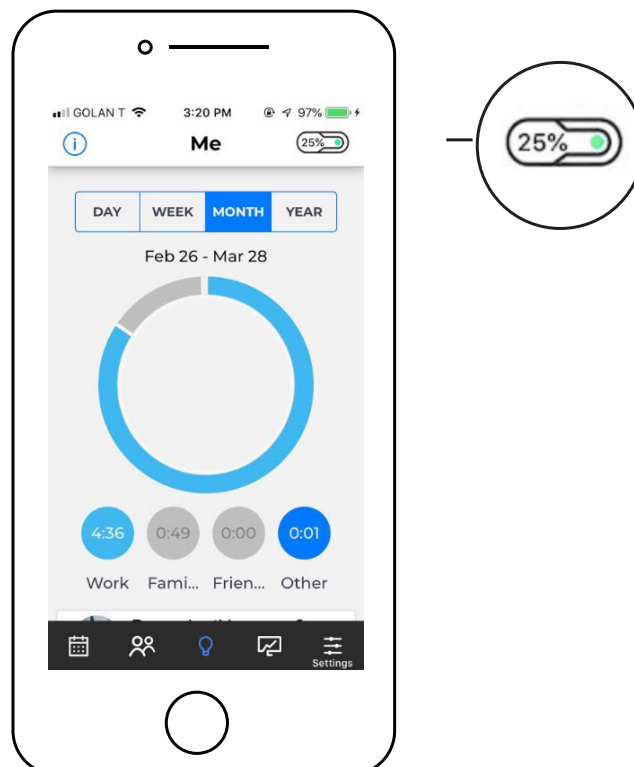 GOLAN T 3:20 PM 97%
Me 25%
25%
DAY WEEK MONTH YEAR
Feb 26 - Mar 28
4:36 0:49 0:00 0:01
Work Fami... Frien... Other
Settings